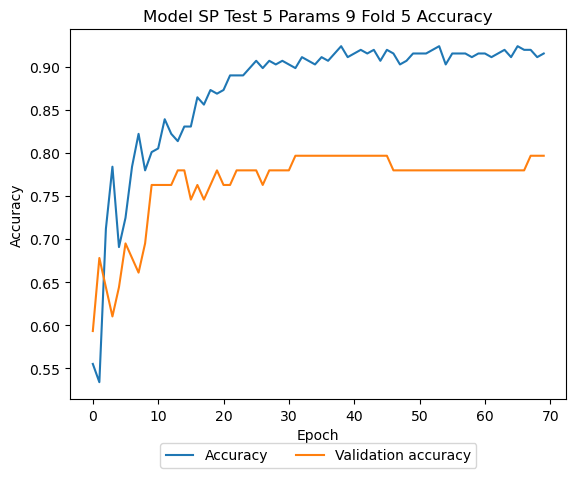 Model SP Test 5 Params 9 Fold 5 Accuracy
Accuracy
0.90
0.85
0.80
0.75
0.70
0.65
0.60
0.55
0 10 20 30 40 50 60 70
Epoch
Accuracy Validation accuracy